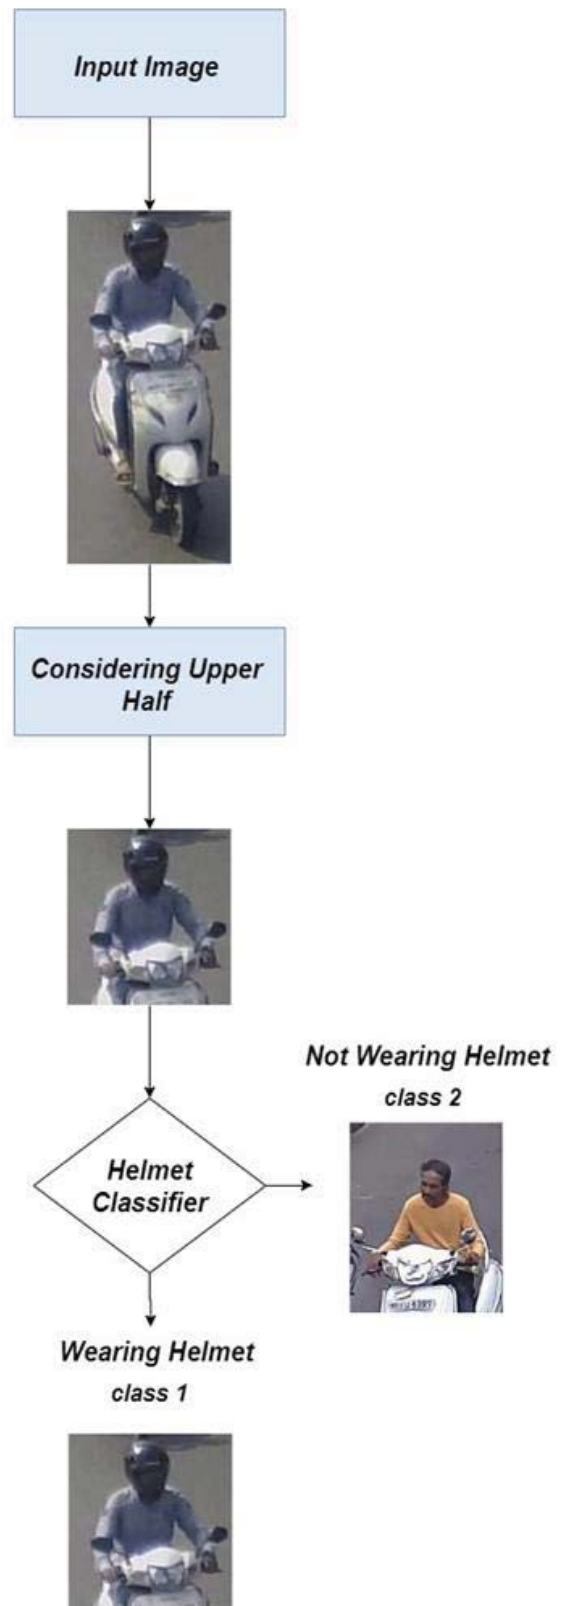 Input Image
Considering Upper
Half
Not Wearing Helmet
class 2
Helmet
Classifier
Wearing Helmet
class 1